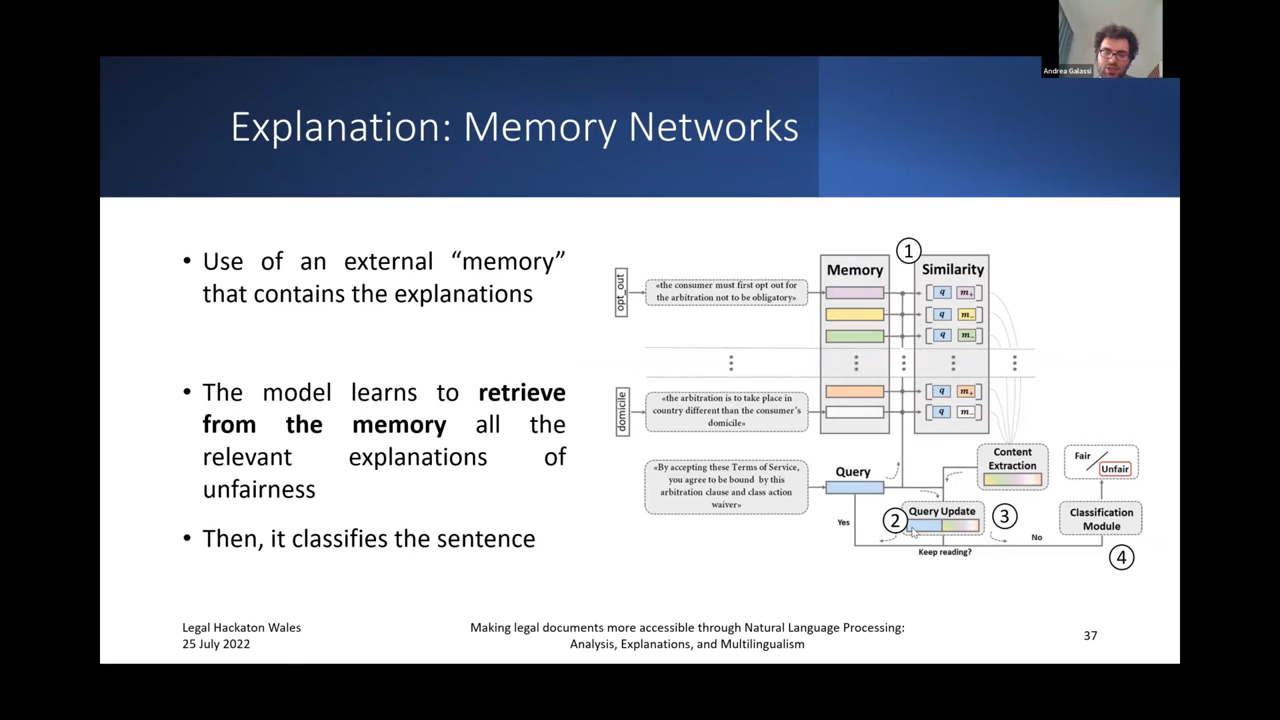 Andrea Galassi
Explanation: Memory Networks
• Use of an external “memory”
that contains the explanations
• The model learns to retrieve
from the memory all the
relevant explanations of
unfairness
• Then, it classifies the sentence
1
Memory
Similarity
opt_out
«the consumer must first opt out for
the arbitration not to be obligatory»
q m+
q m-
q m-
domicile
«the arbitration is to take place in
country different than the consumer's
domicile»
q m+
q m-
Content
Extraction
Fair
Unfair
«By accepting these Terms of Service,
you agree to be bound by this
arbitration clause and class action
waiver»
Query
2
Query Update
3
Classification
Module
Yes
No
Keep reading?
4
Legal Hackaton Wales
25 July 2022
Making legal documents more accessible through Natural Language Processing:
Analysis, Explanations, and Multilingualism
37